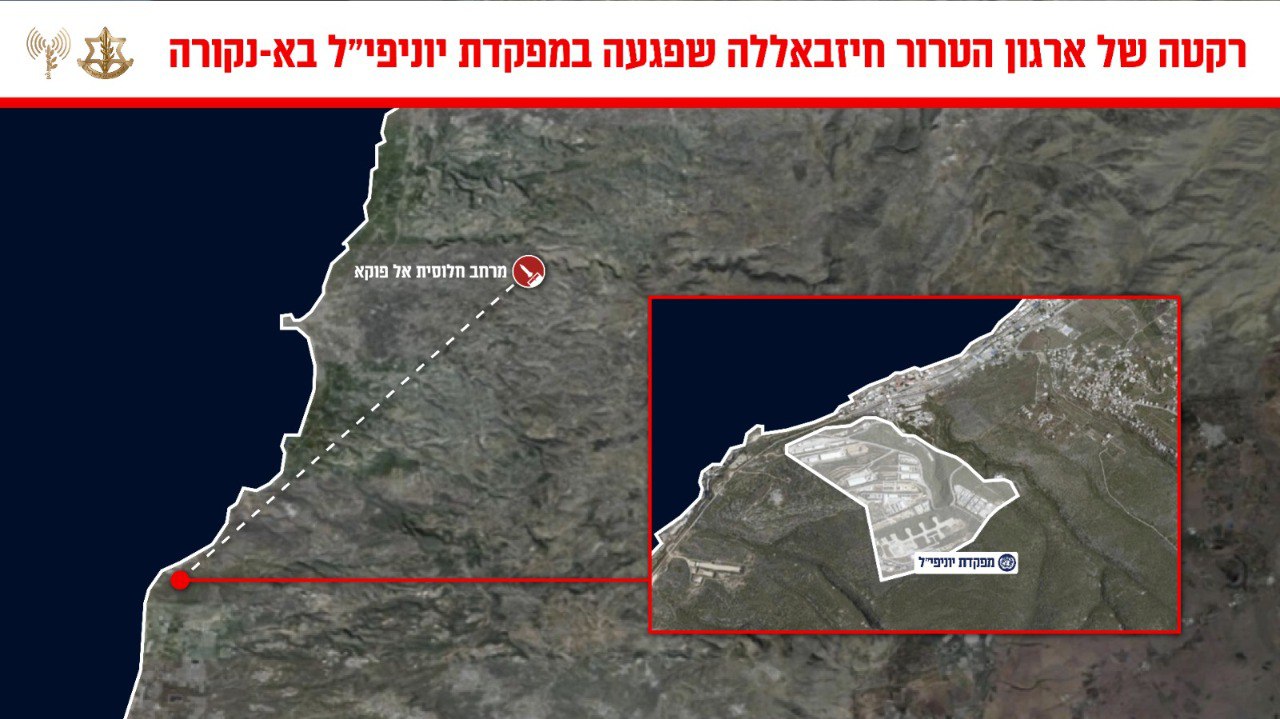 רקטה של ארגון הטרור חיזבאללה שפגעה במפקדת יוניפי"ל בא-נקורה
מרחב חלוסית אל פוקא
מפקדת יוניפי"ל